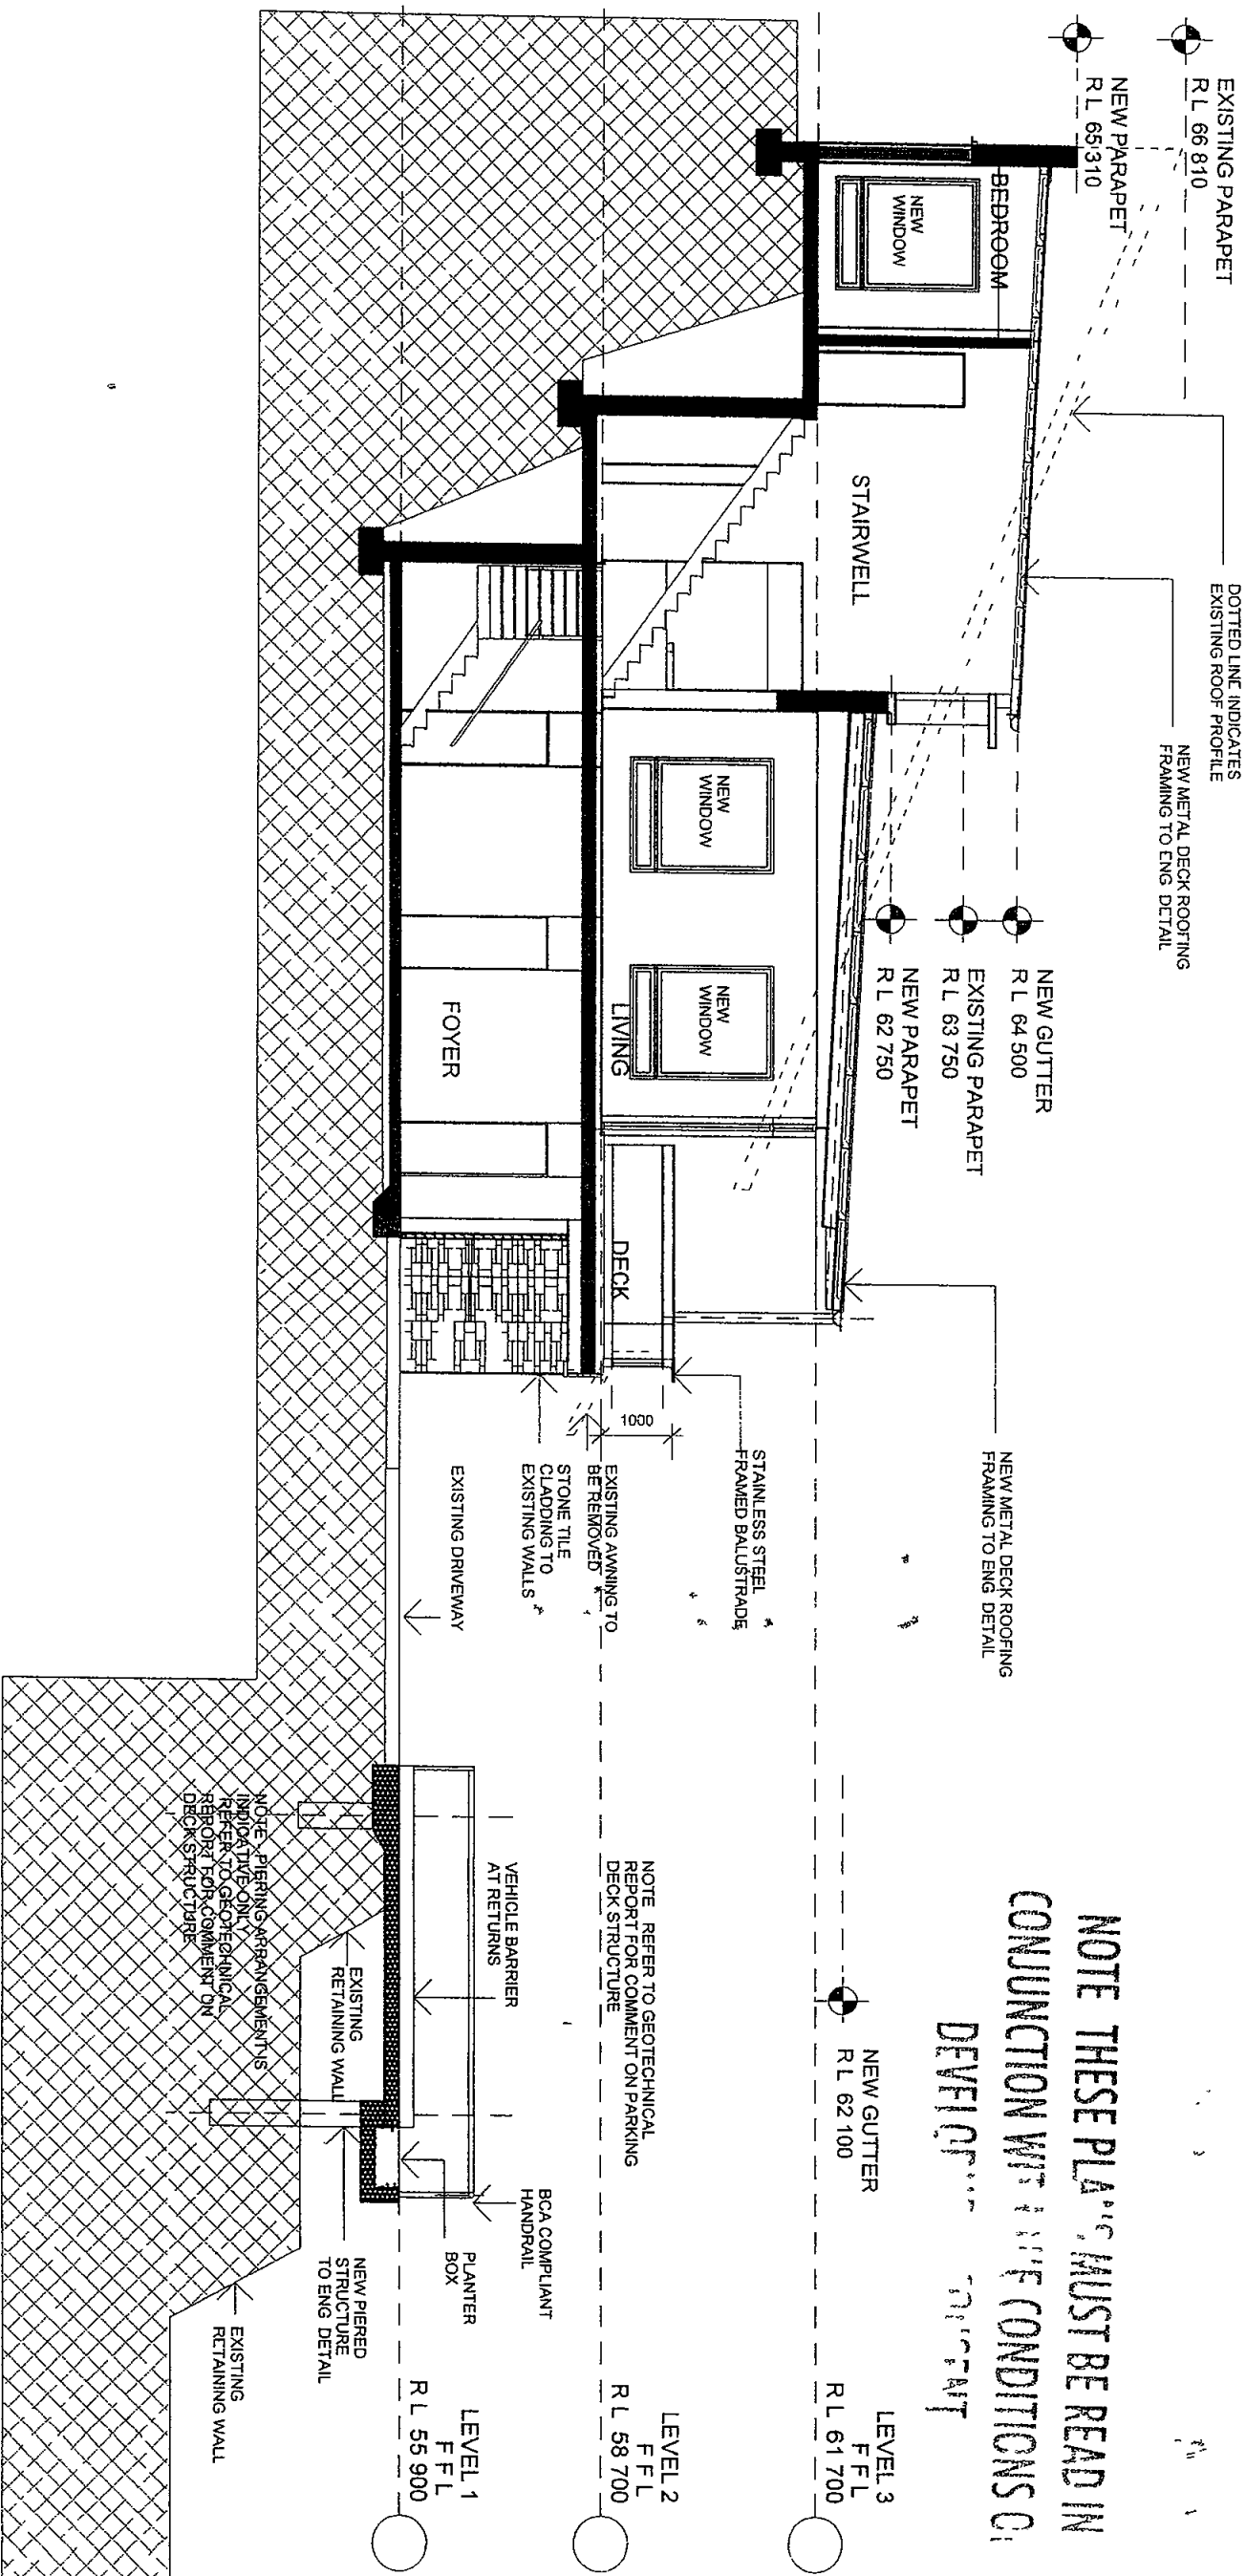 EXISTING PARAPET
R L 66 810
NEW PARAPET
R L 65 310
DOTTED LINE INDICATES
EXISTING ROOF PROFILE
NEW METAL DECK ROOFING
FRAMING TO ENG DETAIL
BEDROOM
NEW
WINDOW
STAIRWELL
NEW GUTTER
R L 64 500
EXISTING PARAPET
R L 63 750
NEW PARAPET
R L 62 750
NEW
WINDOW
NEW
WINDOW
LIVING
FOYER
DECK
NEW METAL DECK ROOFING
FRAMING TO ENG DETAIL
STAINLESS STEEL
FRAMED BALUSTRADE
1000
EXISTING AWNING TO
BE REMOVED
STONE TILE
CLADDING TO
EXISTING WALLS
EXISTING DRIVEWAY
NOTE THESE PLANS MUST BE READ IN
CONJUNCTION WITH THE CONDITIONS
NEW GUTTER
R L 62 100
NOTE REFER TO GEOTECHNICAL
REPORT FOR COMMENT ON PARKING
DECK STRUCTURE
VEHICLE BARRIER
AT RETURNS
BCA COMPLIANT
HANDRAIL
PLANTER
BOX
NEW PIERED
STRUCTURE
TO ENG DETAIL
EXISTING
RETAINING WALL
EXISTING
RETAINING WALL
NOTE PIERING ARRANGEMENT IS
INDICATIVE ONLY
REFER TO GEOTECHNICAL
REPORT FOR COMMENT ON
DECK STRUCTURE
LEVEL 3
F F L
R L 61 700
LEVEL 2
F F L
R L 58 700
LEVEL 1
F F L
R L 55 900